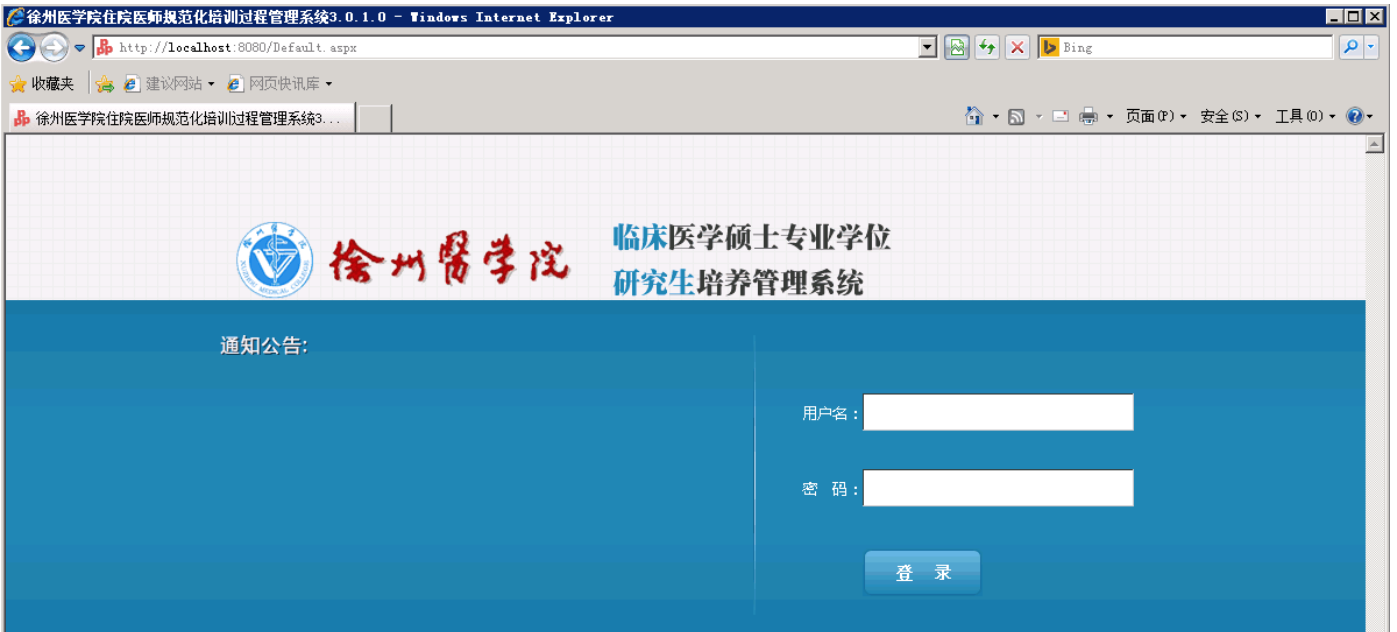 徐州医学院住院医师规范化培训过程管理系统3.0.1.0 - Windows Internet Explorer
http://localhost:8080/Default.aspx
Bing
收藏夹 建议网站 网页快讯库
徐州医学院住院医师规范化培训过程管理系统3...
页面(P) 安全(S) 工具(O)
徐州醫学院
XUZHOU MEDICAL COLLEGE
临床医学硕士专业学位
研究生培养管理系统
通知公告:
用户名：
密 码：
登 录